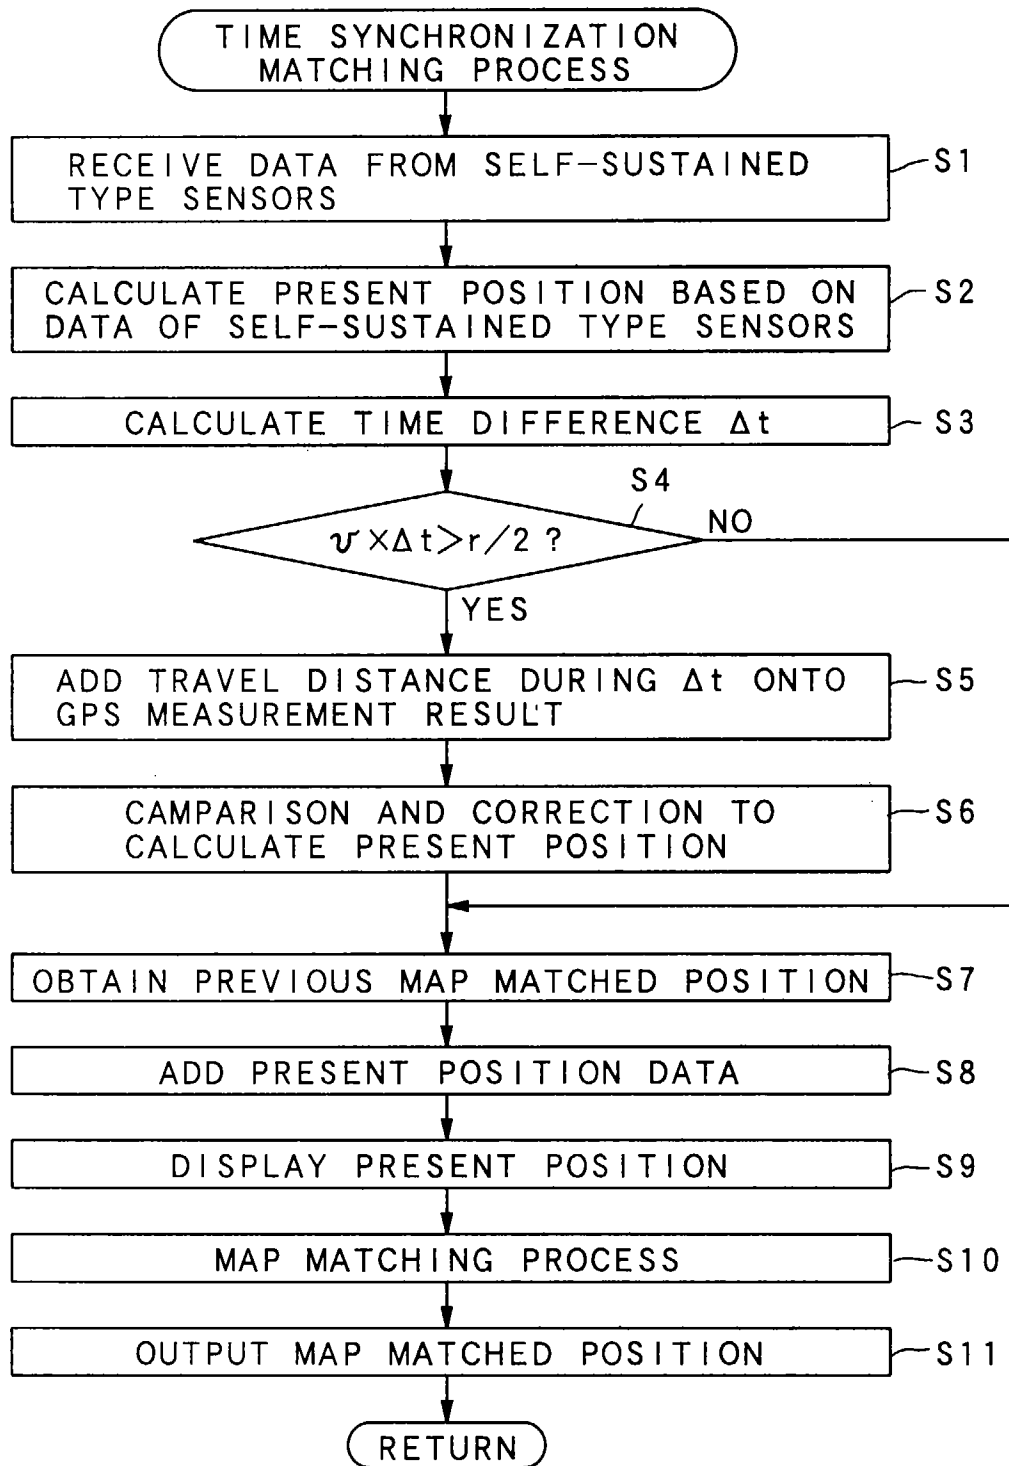 TIME SYNCHRONIZATION
MATCHING PROCESS
RECEIVE DATA FROM SELF-SUSTAINED
TYPE SENSORS
S1
CALCULATE PRESENT POSITION BASED ON
DATA OF SELF-SUSTAINED TYPE SENSORS
S2
CALCULATE TIME DIFFERENCE Δt
S3
S4
v×Δt>r/2?
NO
YES
ADD TRAVEL DISTANCE DURING Δt ONTO
GPS MEASUREMENT RESULT
S5
CAMPARISON AND CORRECTION TO
CALCULATE PRESENT POSITION
S6
OBTAIN PREVIOUS MAP MATCHED POSITION
S7
ADD PRESENT POSITION DATA
S8
DISPLAY PRESENT POSITION
S9
MAP MATCHING PROCESS
S10
OUTPUT MAP MATCHED POSITION
S11
RETURN